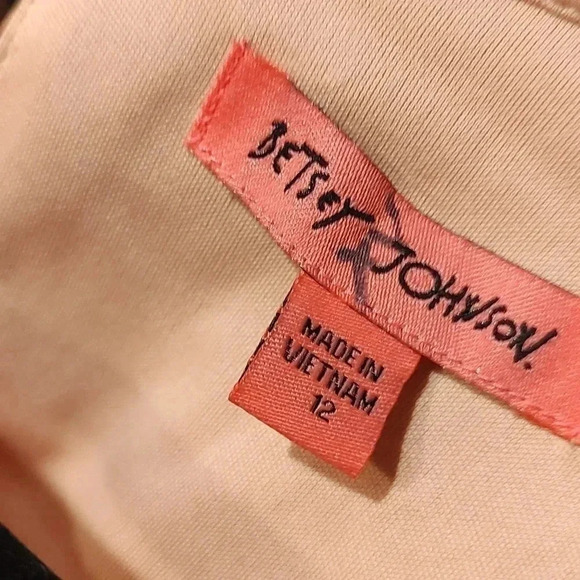 BETSEY JOHNSON.
MADE IN
VIETNAM
12